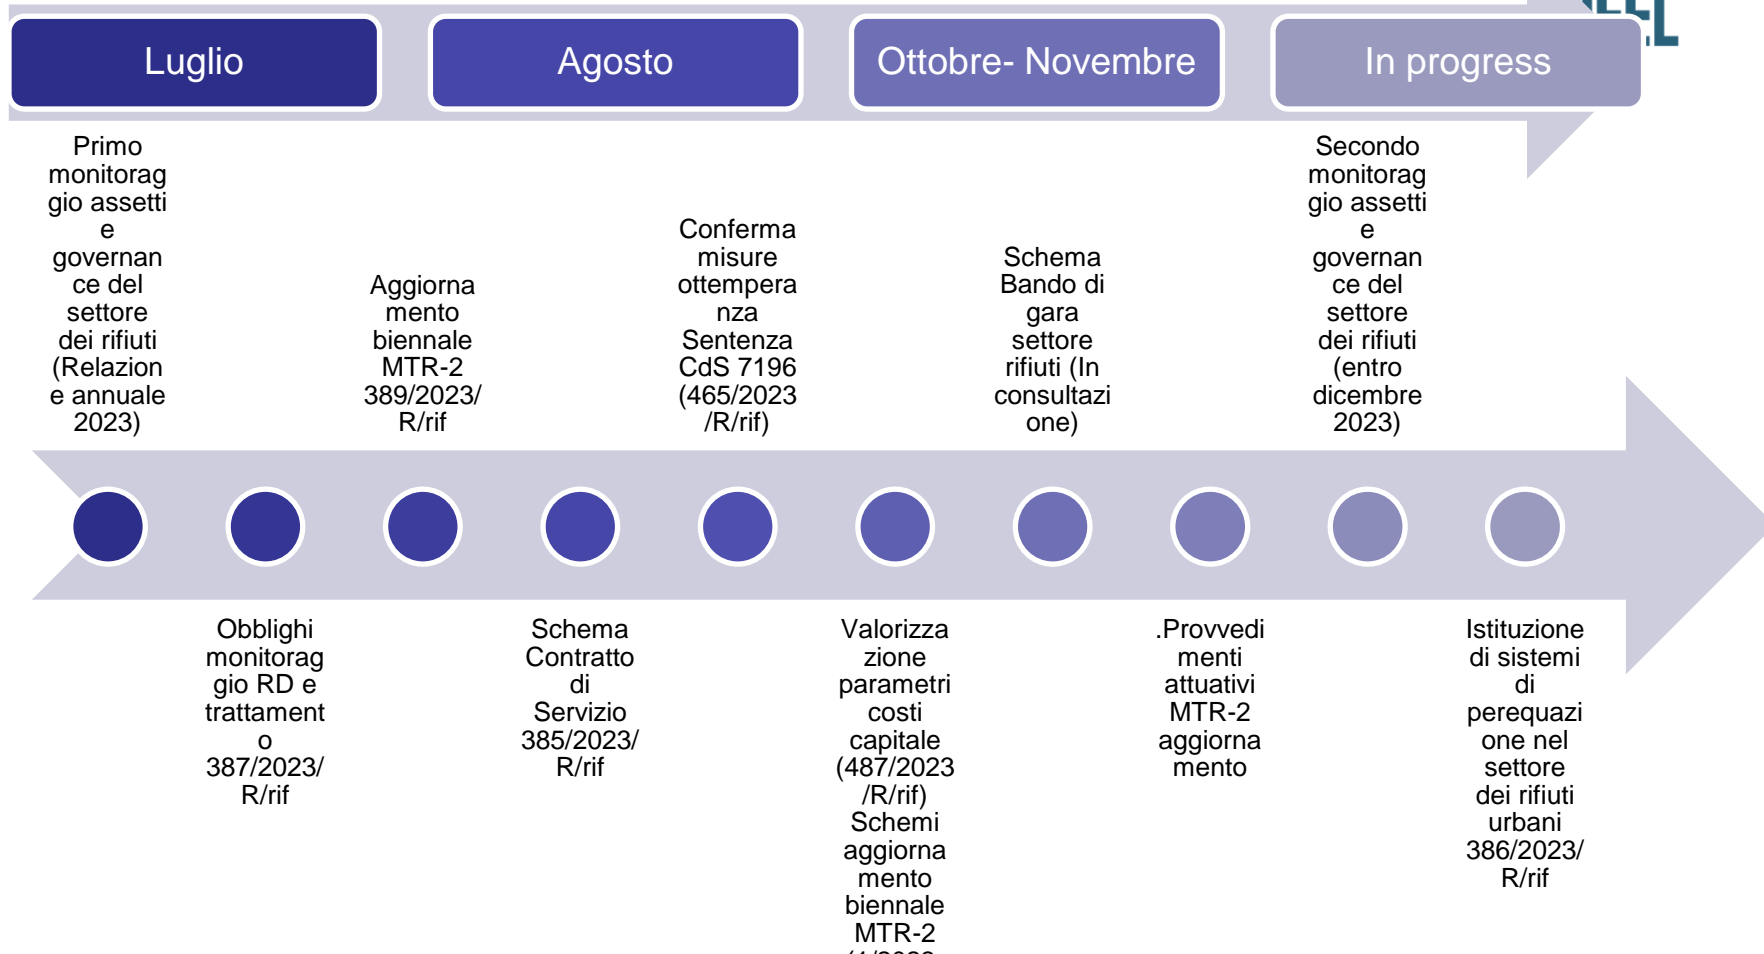 Luglio
Agosto
Ottobre- Novembre
In progress
Primo
monitorag
gio assetti
e
governan
ce del
settore
dei rifiuti
(Relazion
e annuale
2023)
Obblighi
monitorag
gio RD e
trattament
o
387/2023/
R/rif
Aggiorna
mento
biennale
MTR-2
389/2023/
R/rif
Schema
Contratto
di
Servizio
385/2023/
R/rif
Conferma
misure
ottempera
nza
Sentenza
CdS 7196
(465/2023
/R/rif)
Valorizza
zione
parametri
costi
capitale
(487/2023
/R/rif)
Schemi
aggiorna
mento
biennale
MTR-2
Schema
Bando di
gara
settore
rifiuti (In
consultazi
one)
.Provvedi
menti
attuativi
MTR-2
aggiorna
mento
Secondo
monitorag
gio assetti
e
governan
ce del
settore
dei rifiuti
(entro
dicembre
2023)
Istituzione
di sistemi
di
perequazi
one nel
settore
dei rifiuti
urbani
386/2023/
R/rif